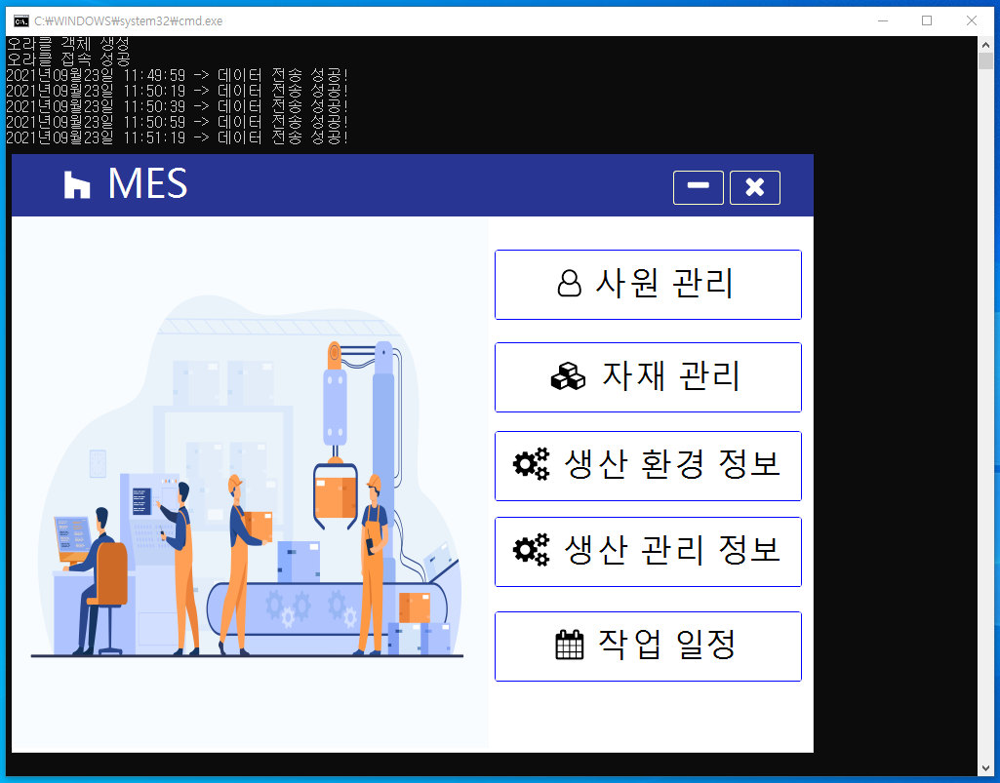 C:₩WINDOWS₩system32₩cmd.exe
오라클 객체 생성
오라클 접속 성공
2021년09월23일 11:49:59 -> 데이터 전송 성공!
2021년09월23일 11:50:19 -> 데이터 전송 성공!
2021년09월23일 11:50:39 -> 데이터 전송 성공!
2021년09월23일 11:50:59 -> 데이터 전송 성공!
2021년09월23일 11:51:19 -> 데이터 전송 성공!
MES
사원 관리
자재 관리
생산 환경 정보
생산 관리 정보
작업 일정